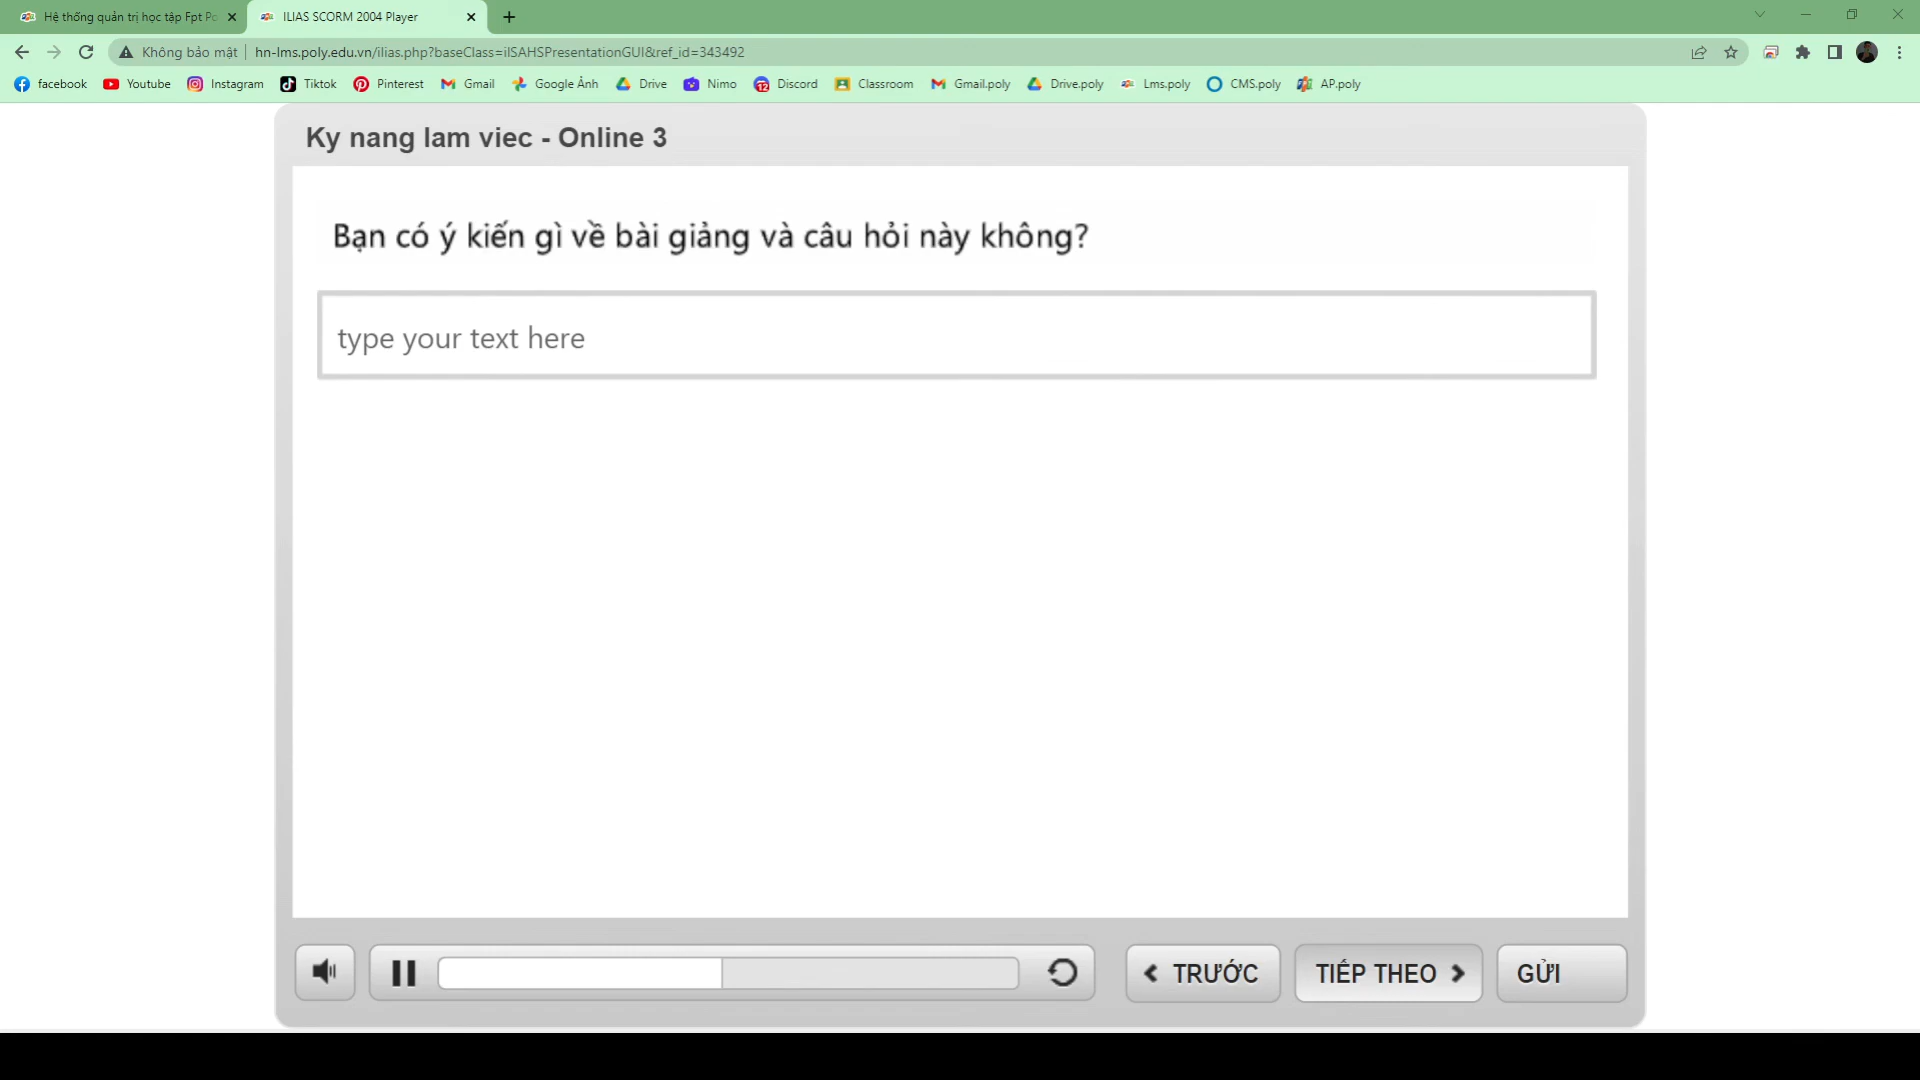 Hệ thống quản trị học tập Fpt Po
ILIAS SCORM 2004 Player
Không bảo mật
hn-lms.poly.edu.vn/ilias.php?baseClass=ilSAHSPresentationGUI&ref_id=343492
facebook
Youtube
Instagram
Tiktok
Pinterest
Gmail
Google Ảnh
Drive
Nimo
12
Discord
Classroom
Gmail.poly
Drive.poly
Lms.poly
CMS.poly
AP.poly
Ky nang lam viec - Online 3
Bạn có ý kiến gì về bài giảng và câu hỏi này không?
type your text here
TRƯỚC
TIẾP THEO
GỬI